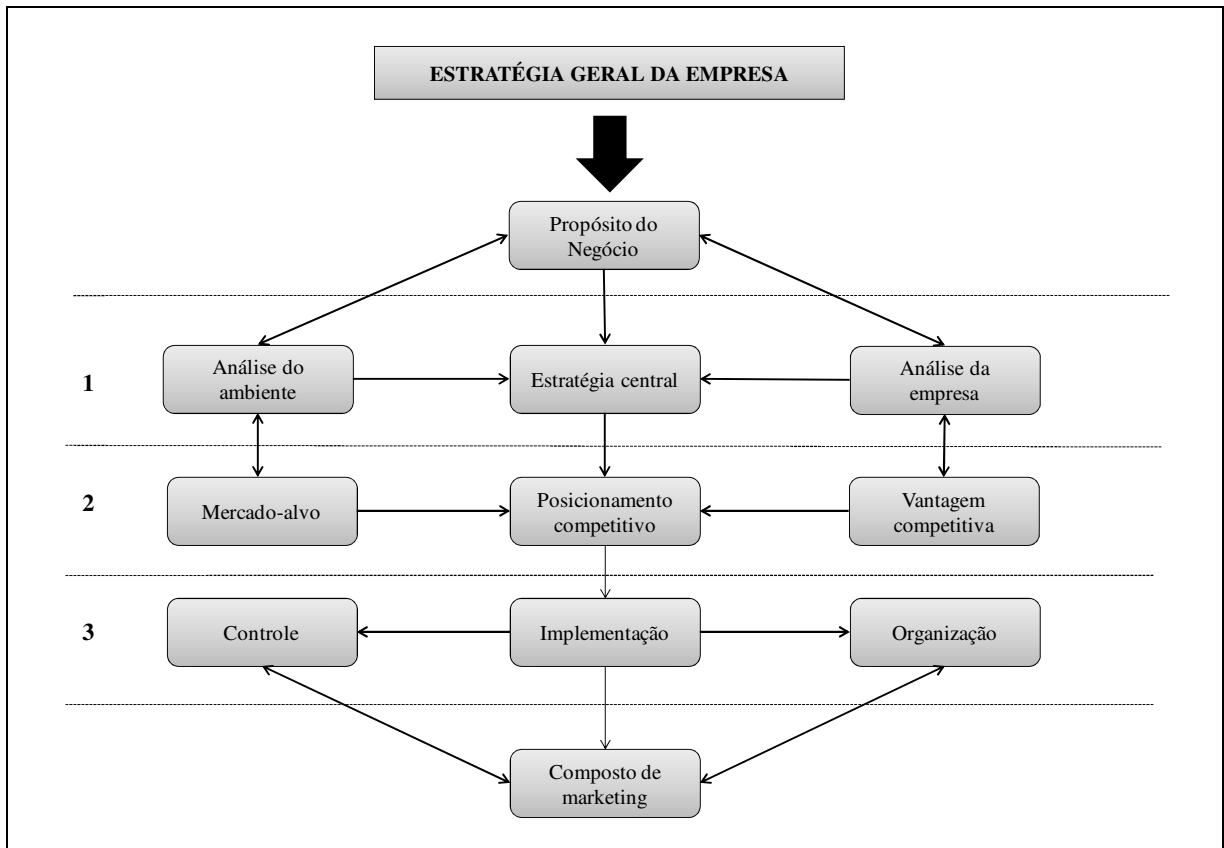 ESTRATÉGIA GERAL DA EMPRESA
Propósito do
Negócio
1
Análise do
ambiente
Estratégia central
Análise da
empresa
2
Mercado-alvo
Posicionamento
competitivo
Vantagem
competitiva
3
Controle
Implementação
Organização
Composto de
marketing